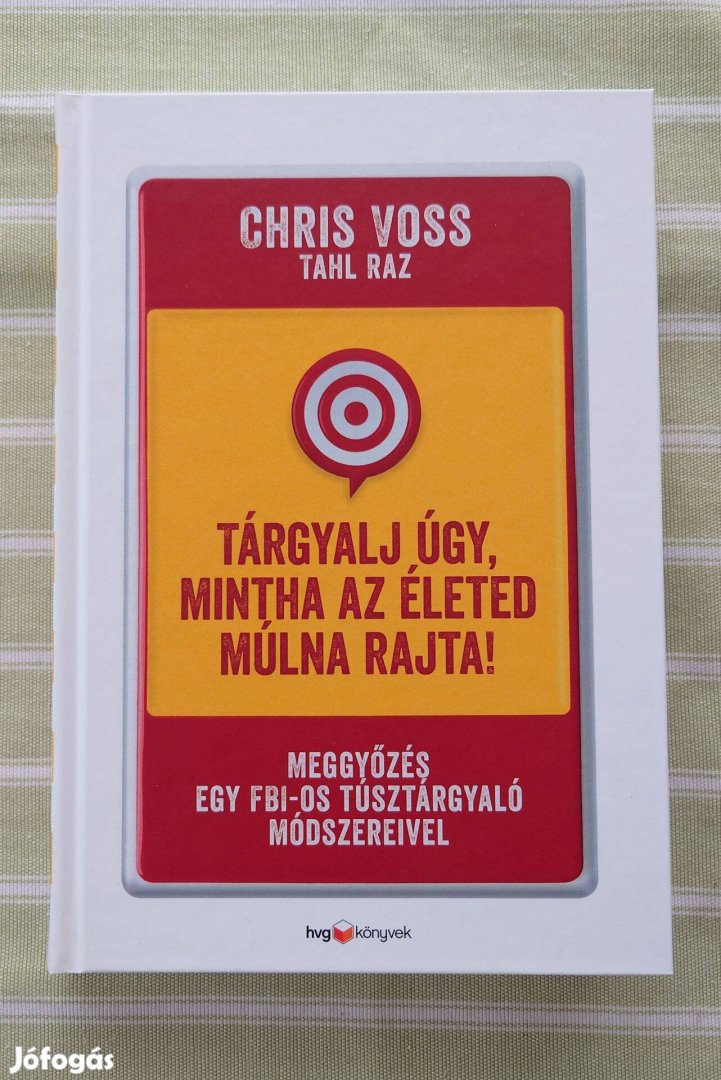 CHRIS VOSS
TAHL RAZ
TÁRGYALJ ÚGY,
MINTHA AZ ÉLETED
MÚLNA RAJTA!
MEGGYŐZÉS
EGY FBI-OS TÚSZTÁRGYALÓ
MÓDSZEREIVEL
hvg könyvek
Jófogás